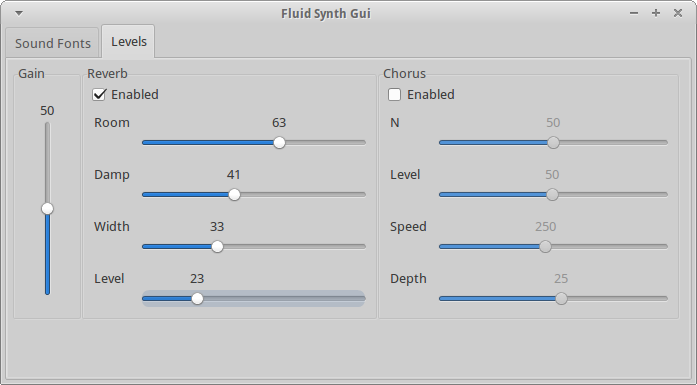 Fluid Synth Gui
Sound Fonts
Levels
Gain
50
Reverb
Enabled
Room
63
Damp
41
Width
33
Level
23
Chorus
Enabled
N
50
Level
50
Speed
250
Depth
25